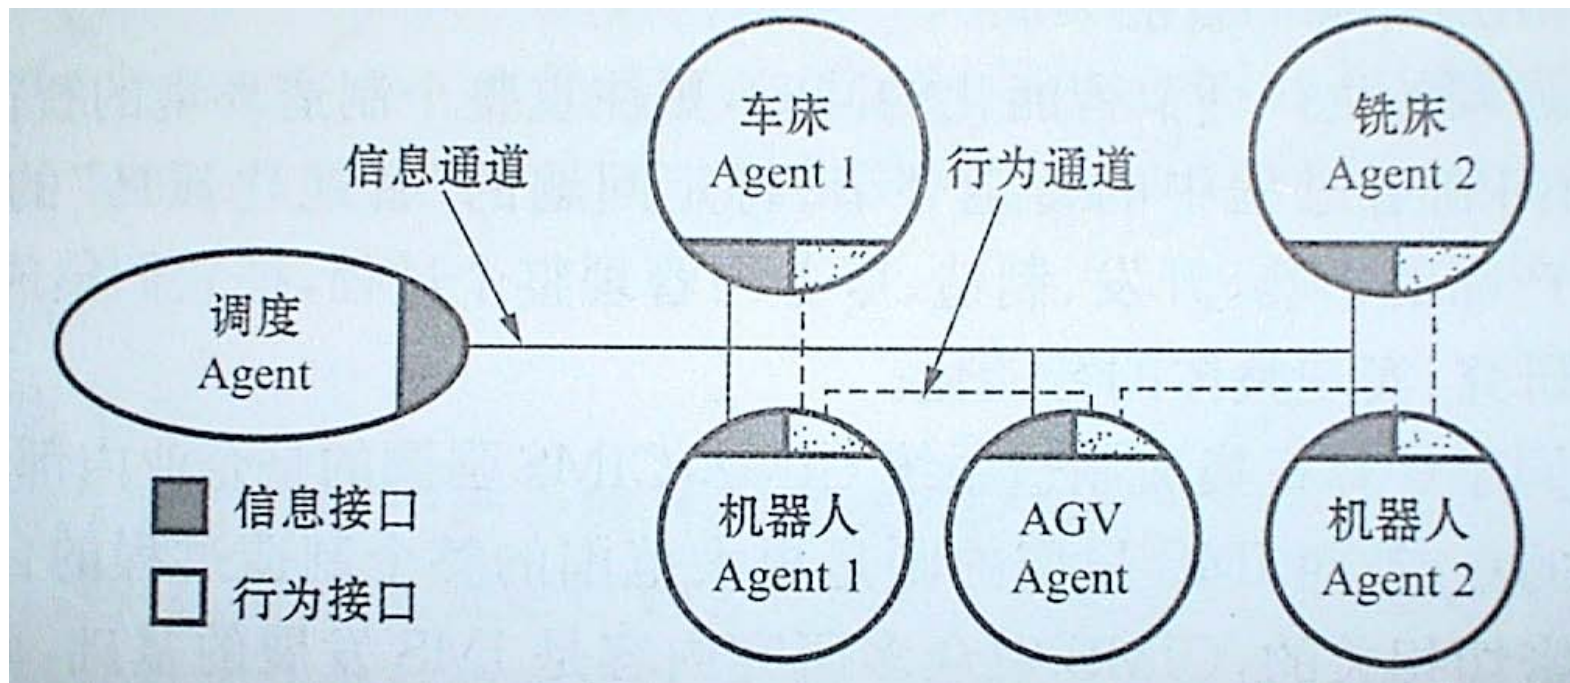 车床
Agent 1
铣床
Agent 2
信息通道
行为通道
调度
Agent
信息接口
行为接口
机器人
Agent 1
AGV
Agent
机器人
Agent 2